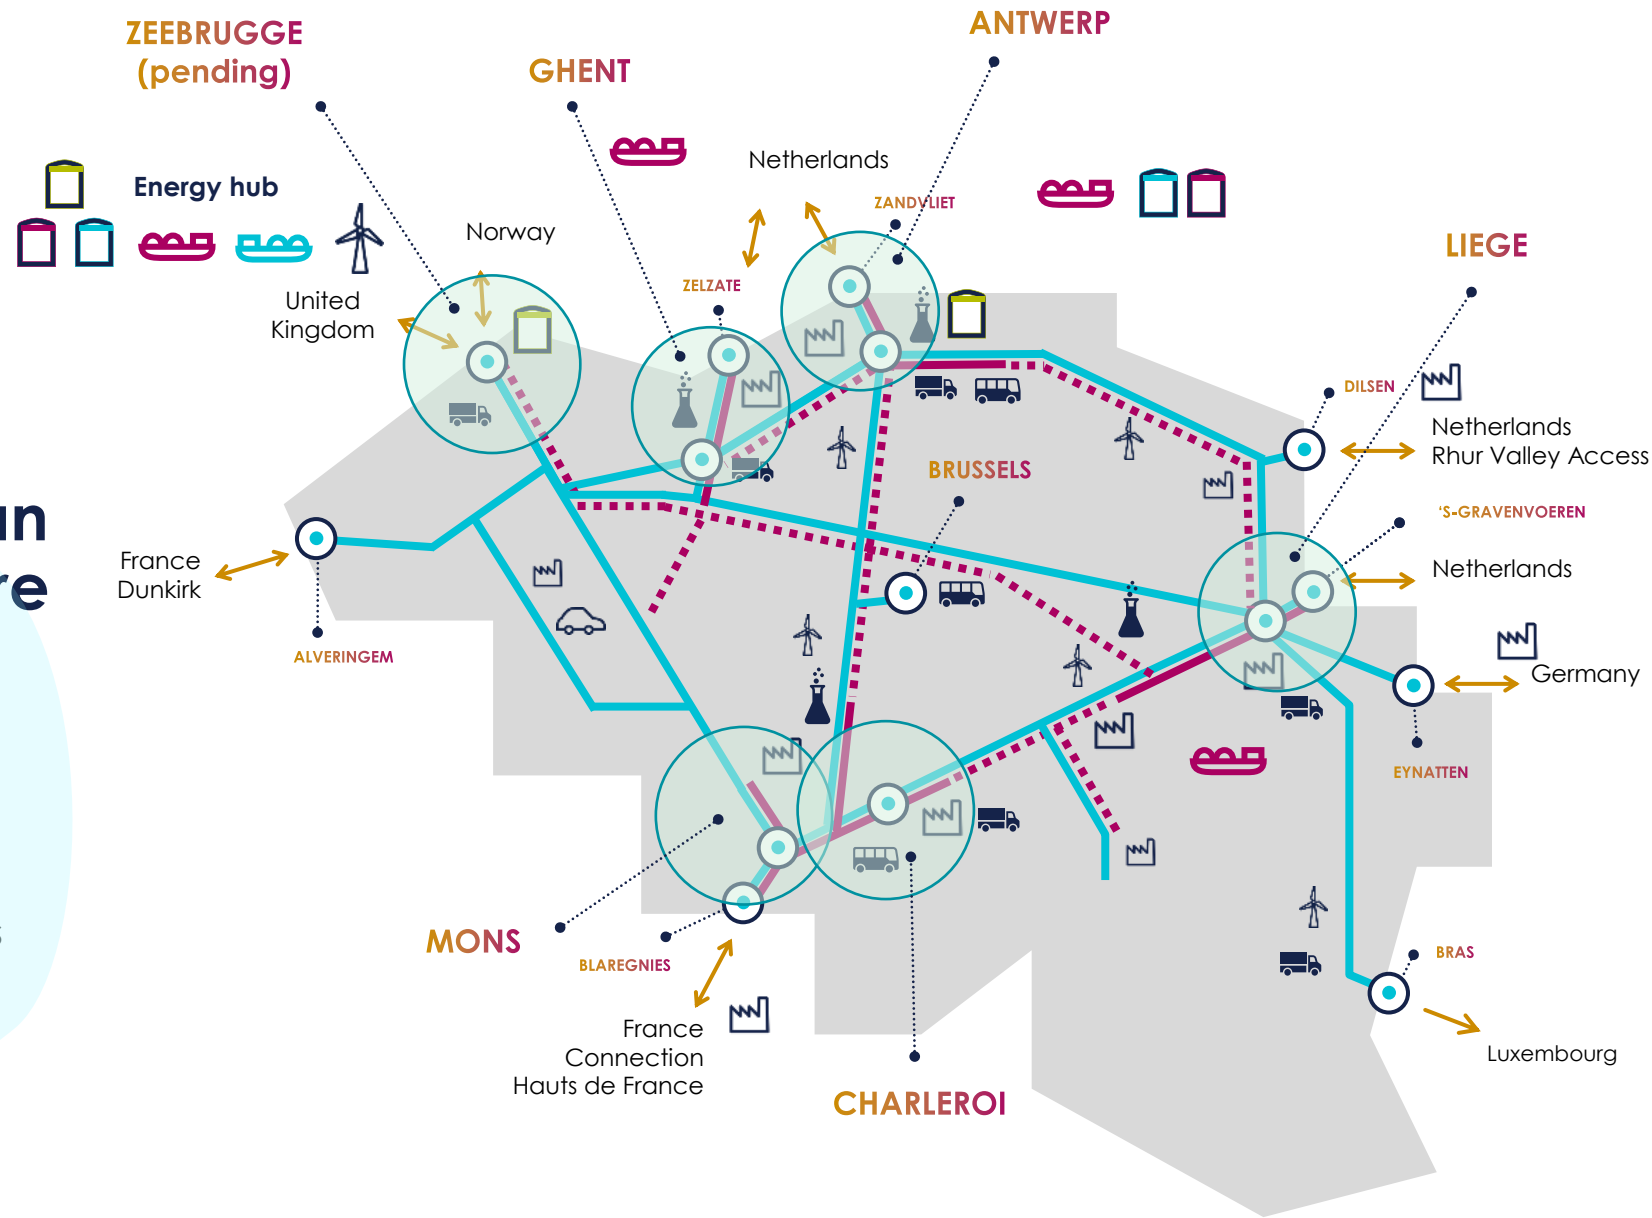 ZEEBRUGGE
(pending)
GHENT
ANTWERP
Energy hub
Netherlands
ZANDVLIET
Norway
LIEGE
United
Kingdom
ZELZATE
DILSEN
Netherlands
Rhur Valley Access
BRUSSELS
'S-GRAVENVOEREN
France
Dunkirk
Netherlands
ALVERINGEM
Germany
EYNATTEN
MONS
BLAREGNIES
BRAS
France
Connection
Hauts de France
Luxembourg
CHARLEROI